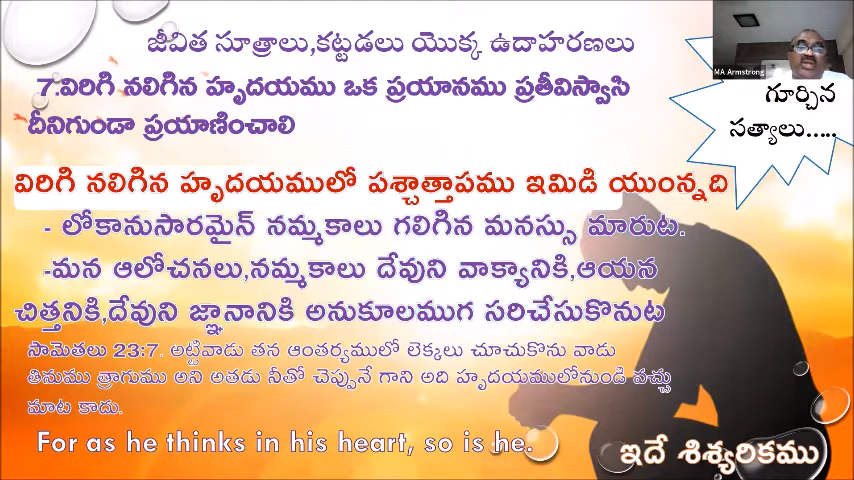 జీవిత సూత్రాలు,కట్టడలు యొక్క ఉదాహరణలు
MA Armstrong
7.విరిగి నలిగిన హృదయము ఒక ప్రయానము ప్రతీవిస్వాసి
దీనిగుండా ప్రయాణించాలి
గూర్చిన
సత్యాలు.....
విరిగి నలిగిన హృదయములో పశ్చాత్తాపము ఇమిడి యుంన్నది
- లోకానుసారమైన్ నమ్మకాలు గలిగిన మనస్సు మారుట.
-మన ఆలోచనలు,నమ్మకాలు దేవుని వాక్యానికి,ఆయన
చిత్తనికి,దేవుని జ్ఞానానికి అనుకూలముగ సరిచేసుకొనుట
సామెతలు 23:7. అట్టివాడు తన ఆంతర్యములో లెక్కలు చూచుకొను వాడు
తినుము త్రాగుము అని అతడు నీతో చెప్పునే గాని అది హృదయములోనుండి వచ్చు
మాట కాదు.
For as he thinks in his heart, so is he.
ఇదే శిశ్యరికము